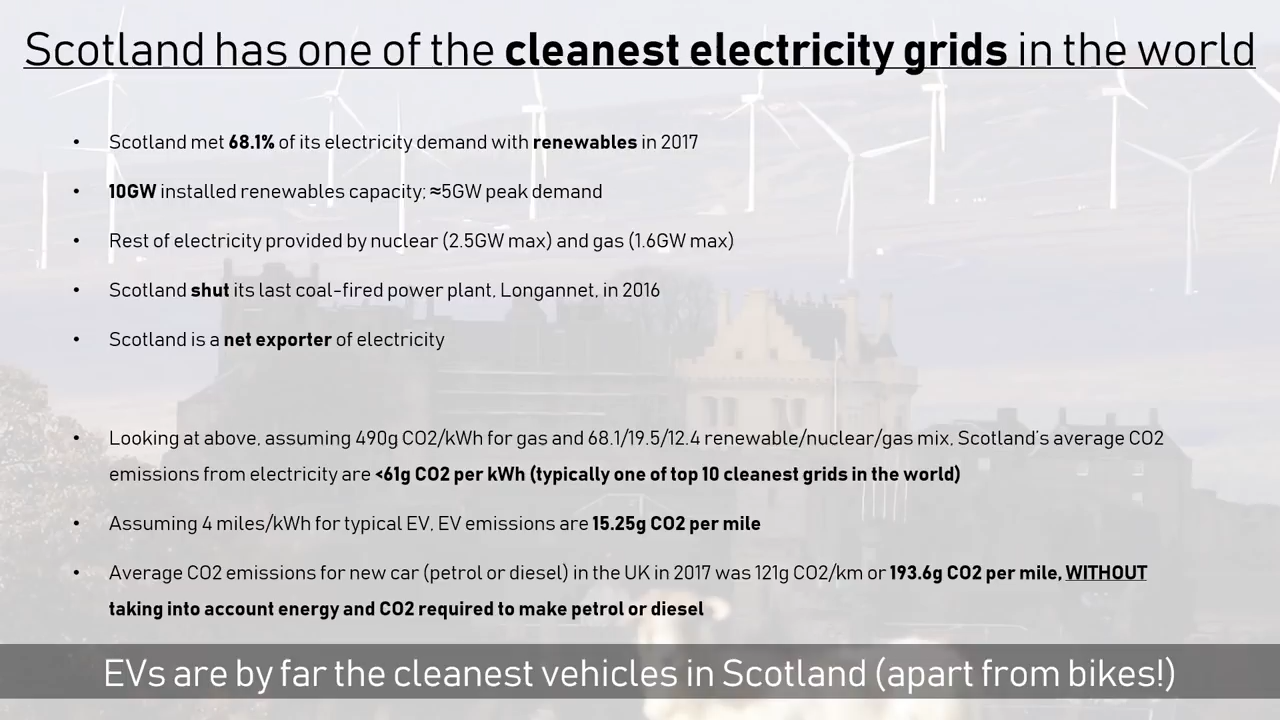 Scotland has one of the cleanest electricity grids in the world
• Scotland met 68.1% of its electricity demand with renewables in 2017
• 10GW installed renewables capacity; ≈5GW peak demand
• Rest of electricity provided by nuclear (2.5GW max) and gas (1.6GW max)
• Scotland shut its last coal-fired power plant, Longannet, in 2016
• Scotland is a net exporter of electricity
• Looking at above, assuming 490g CO2/kWh for gas and 68.1/19.5/12.4 renewable/nuclear/gas mix, Scotland's average CO2
emissions from electricity are <61g CO2 per kWh (typically one of top 10 cleanest grids in the world)
• Assuming 4 miles/kWh for typical EV, EV emissions are 15.25g CO2 per mile
• Average CO2 emissions for new car (petrol or diesel) in the UK in 2017 was 121g CO2/km or 193.6g CO2 per mile, WITHOUT
taking into account energy and CO2 required to make petrol or diesel
EVs are by far the cleanest vehicles in Scotland (apart from bikes!)